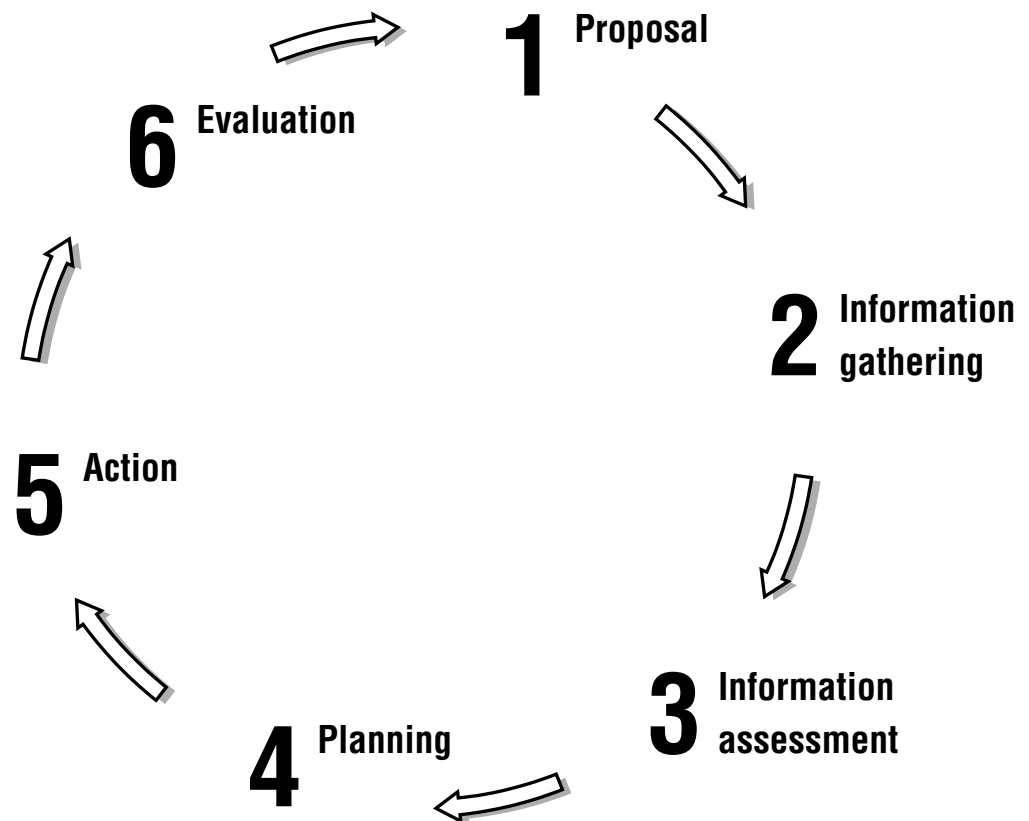 1 Proposal
2 Information
gathering
3 Information
assessment
4 Planning
5 Action
6 Evaluation